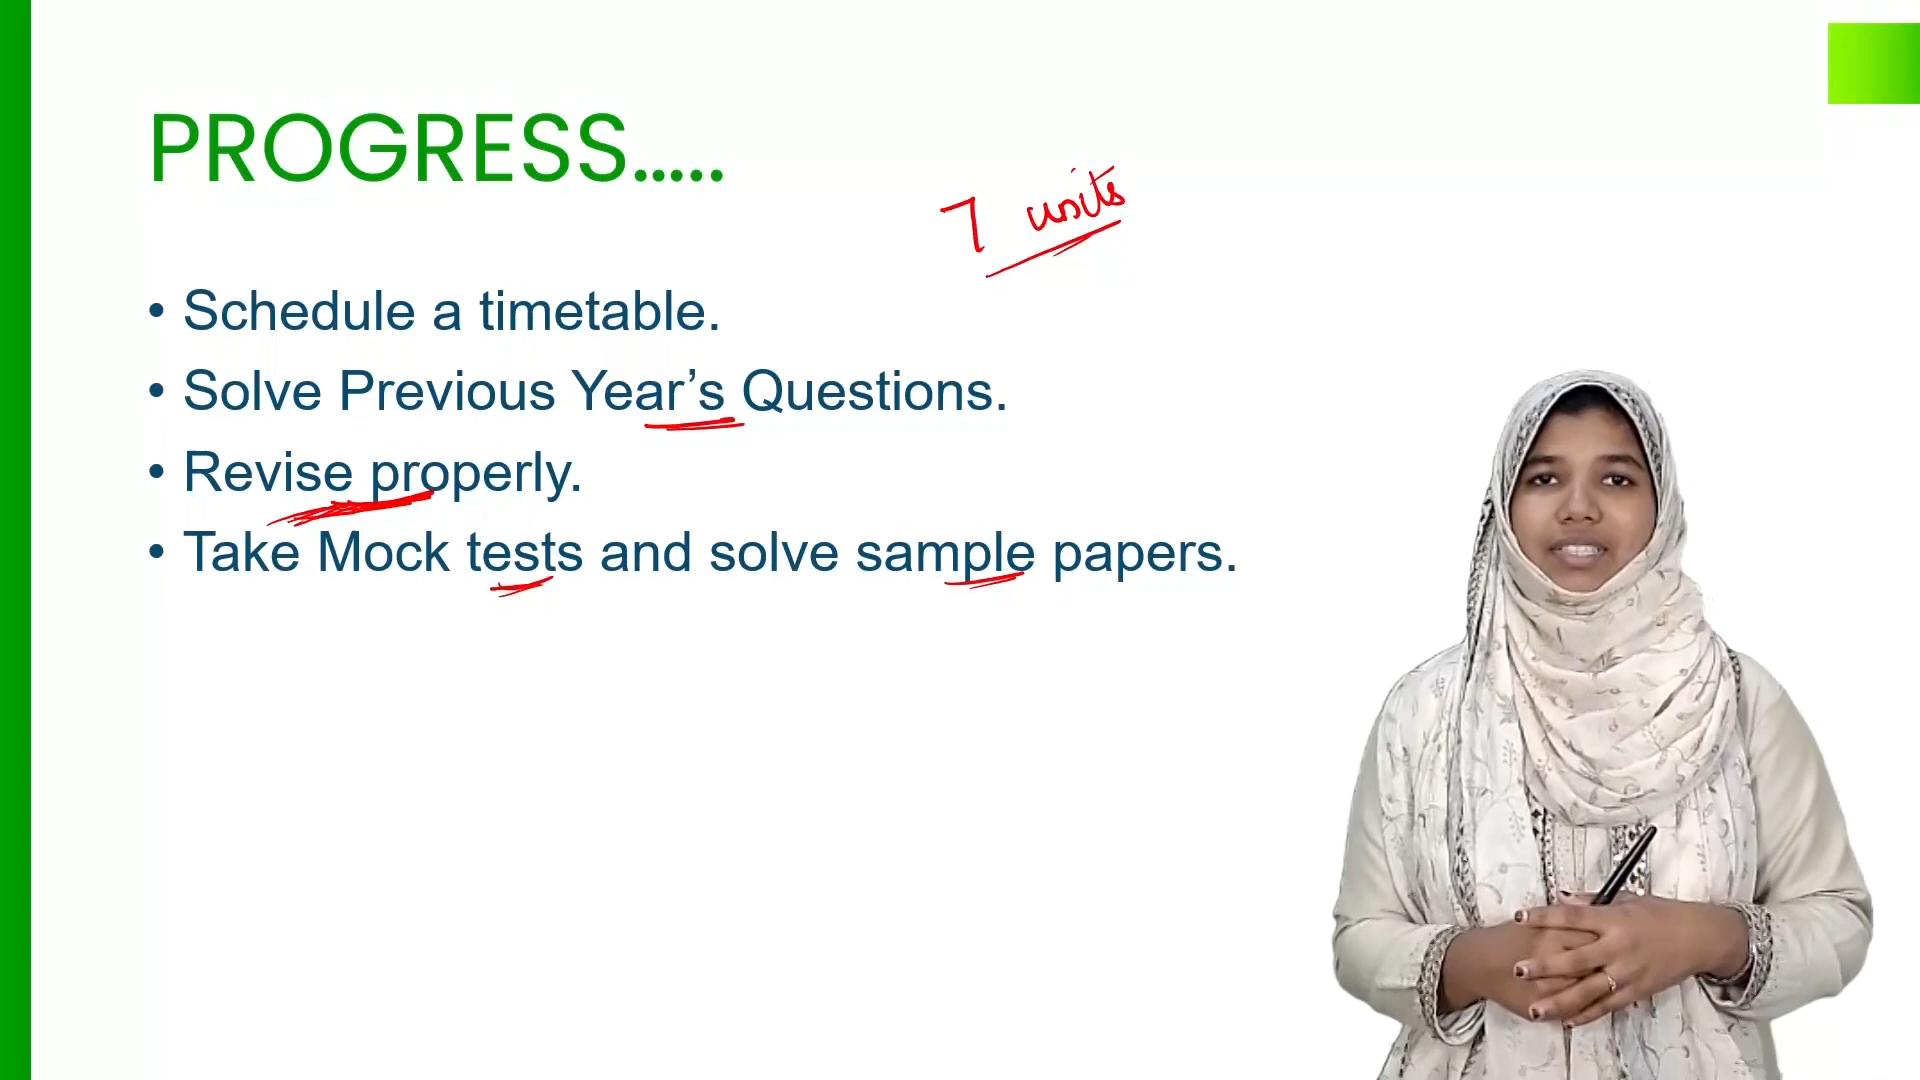 PROGRESS.....
7 units
• Schedule a timetable.
• Solve Previous Year’s Questions.
• Revise properly.
• Take Mock tests and solve sample papers.